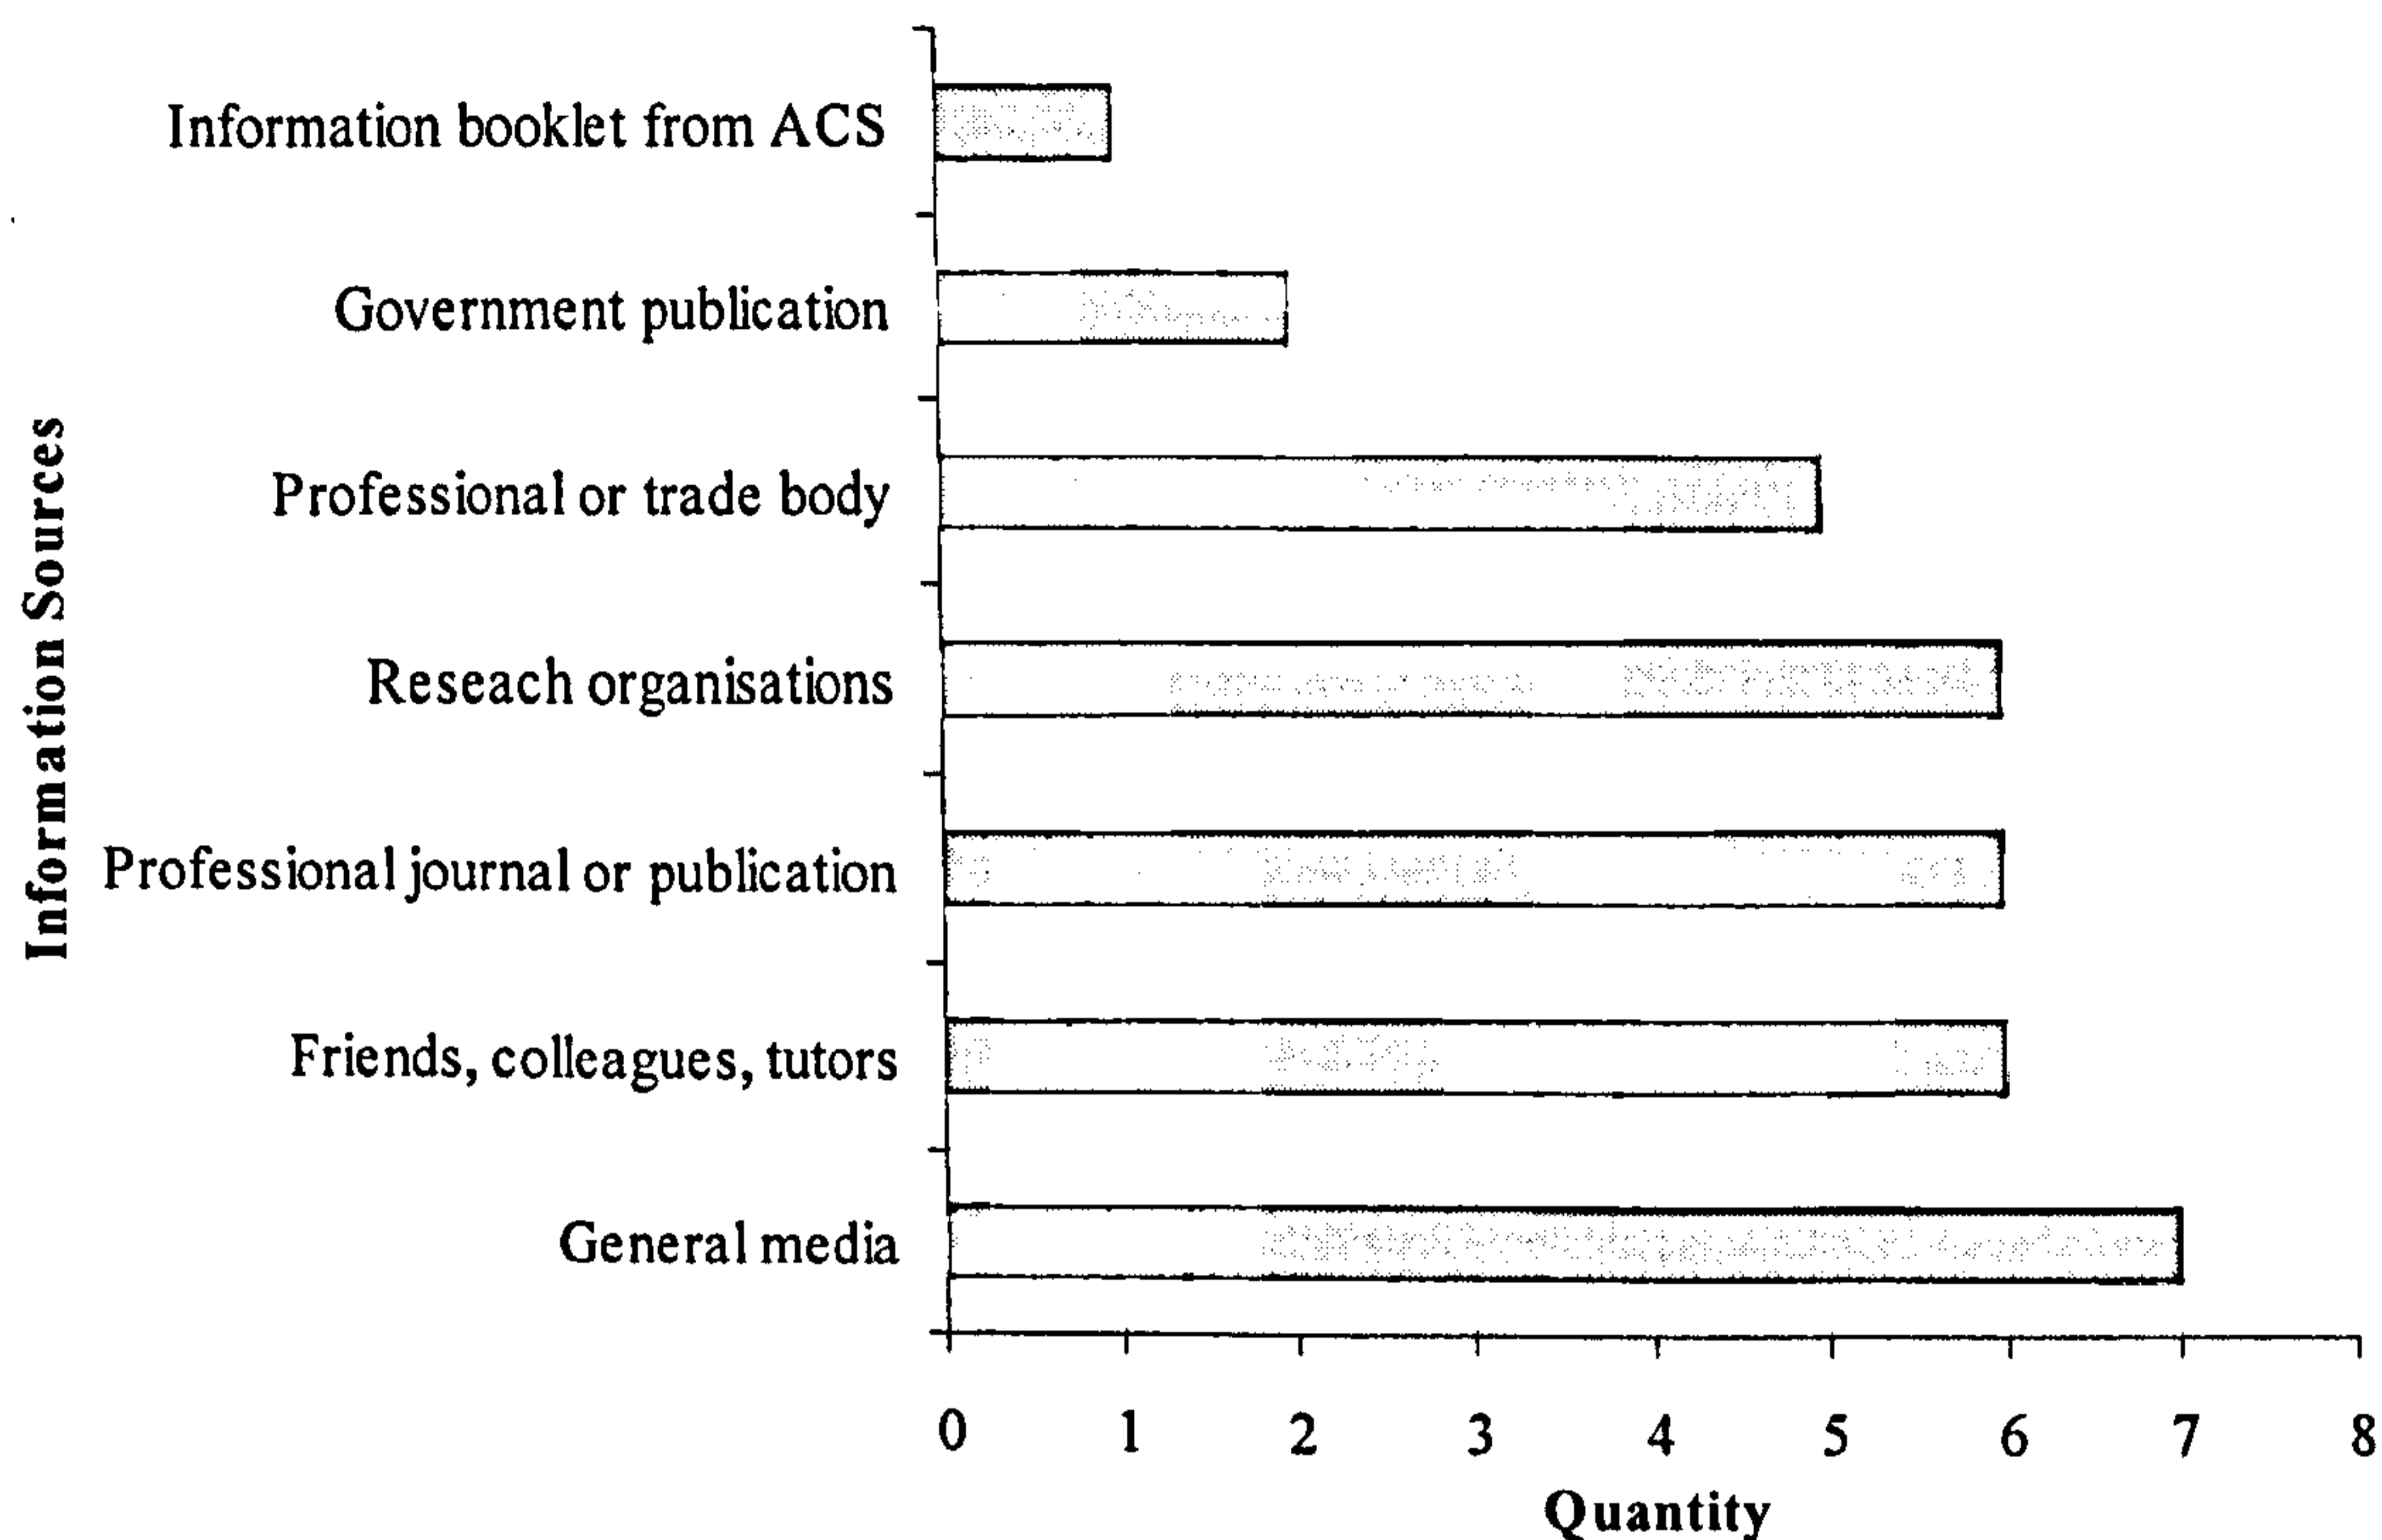 Information booklet from ACS
Government publication
Professional or trade body
Reseach organisations
Professional journal or publication
Friends, colleagues, tutors
General media
Information Sources
0 1 2 3 4 5 6 7 8
Quantity